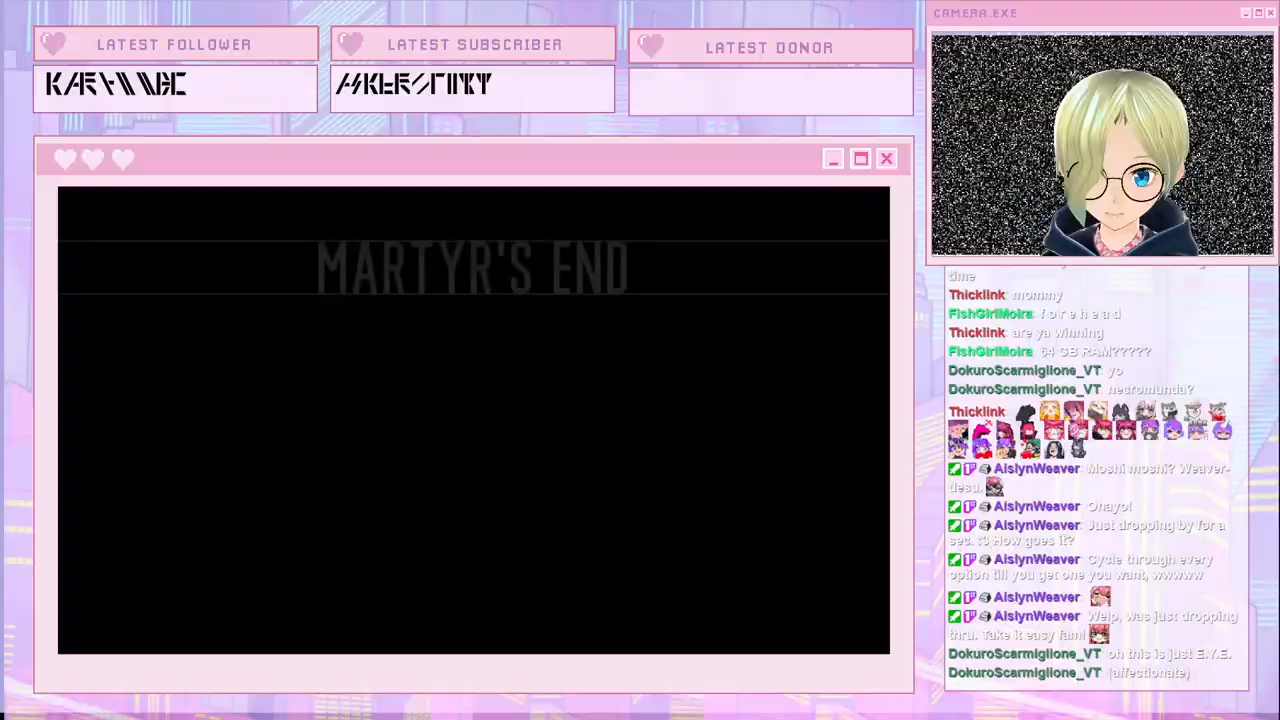 LATEST FOLLOWER
LATEST SUBSCRIBER
LATEST DONOR
CAMERA.EXE
MARTYR'S END
time
Thicklink mommy
FishGirlMoira f o r e h e a d
Thicklink are ya winning
FishGirlMoira 64 GB RAM?????
DokuroScarmiglione_VT yo
DokuroScarmiglione_VT necromunda?
Thicklink
AislynWeaver Moshi moshi? Weaver-
desu.
AislynWeaver Ohayo!
AislynWeaver Just dropping by for a
sec. :3 How goes it?
AislynWeaver Cycle through every
option till you get one you want, wwwww
AislynWeaver
AislynWeaver Welp, was just dropping
thru. Take it easy fam!
DokuroScarmiglione_VT oh this is just E.Y.E.
DokuroScarmiglione_VT (affectionate)